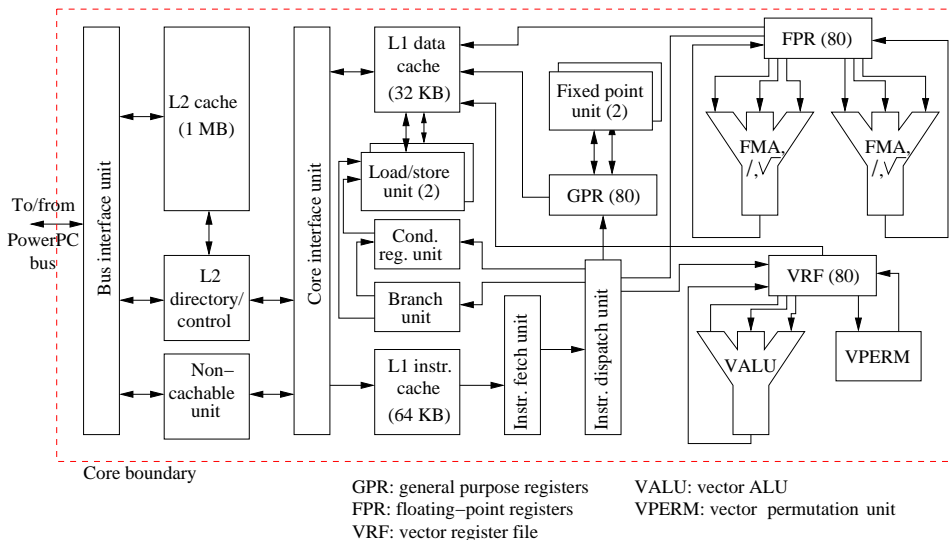 To/from
PowerPC
bus
Bus interface unit
L2 cache
(1 MB)
L2
directory/
control
Non−
cachable unit
Core interface unit
L1 data
cache
(32 KB)
Load/store
unit (2)
Cond.
reg. unit
Branch
unit
L1 instr.
cache
(64 KB)
Instr. fetch unit
Instr. dispatch unit
Fixed point
unit (2)
GPR (80)
FPR (80)
FMA,
/,√
FMA,
/,√
VRF (80)
VALU
VPERM
Core boundary
GPR: general purpose registers
FPR: floating−point registers
VRF: vector register file
VALU: vector ALU
VPERM: vector permutation unit